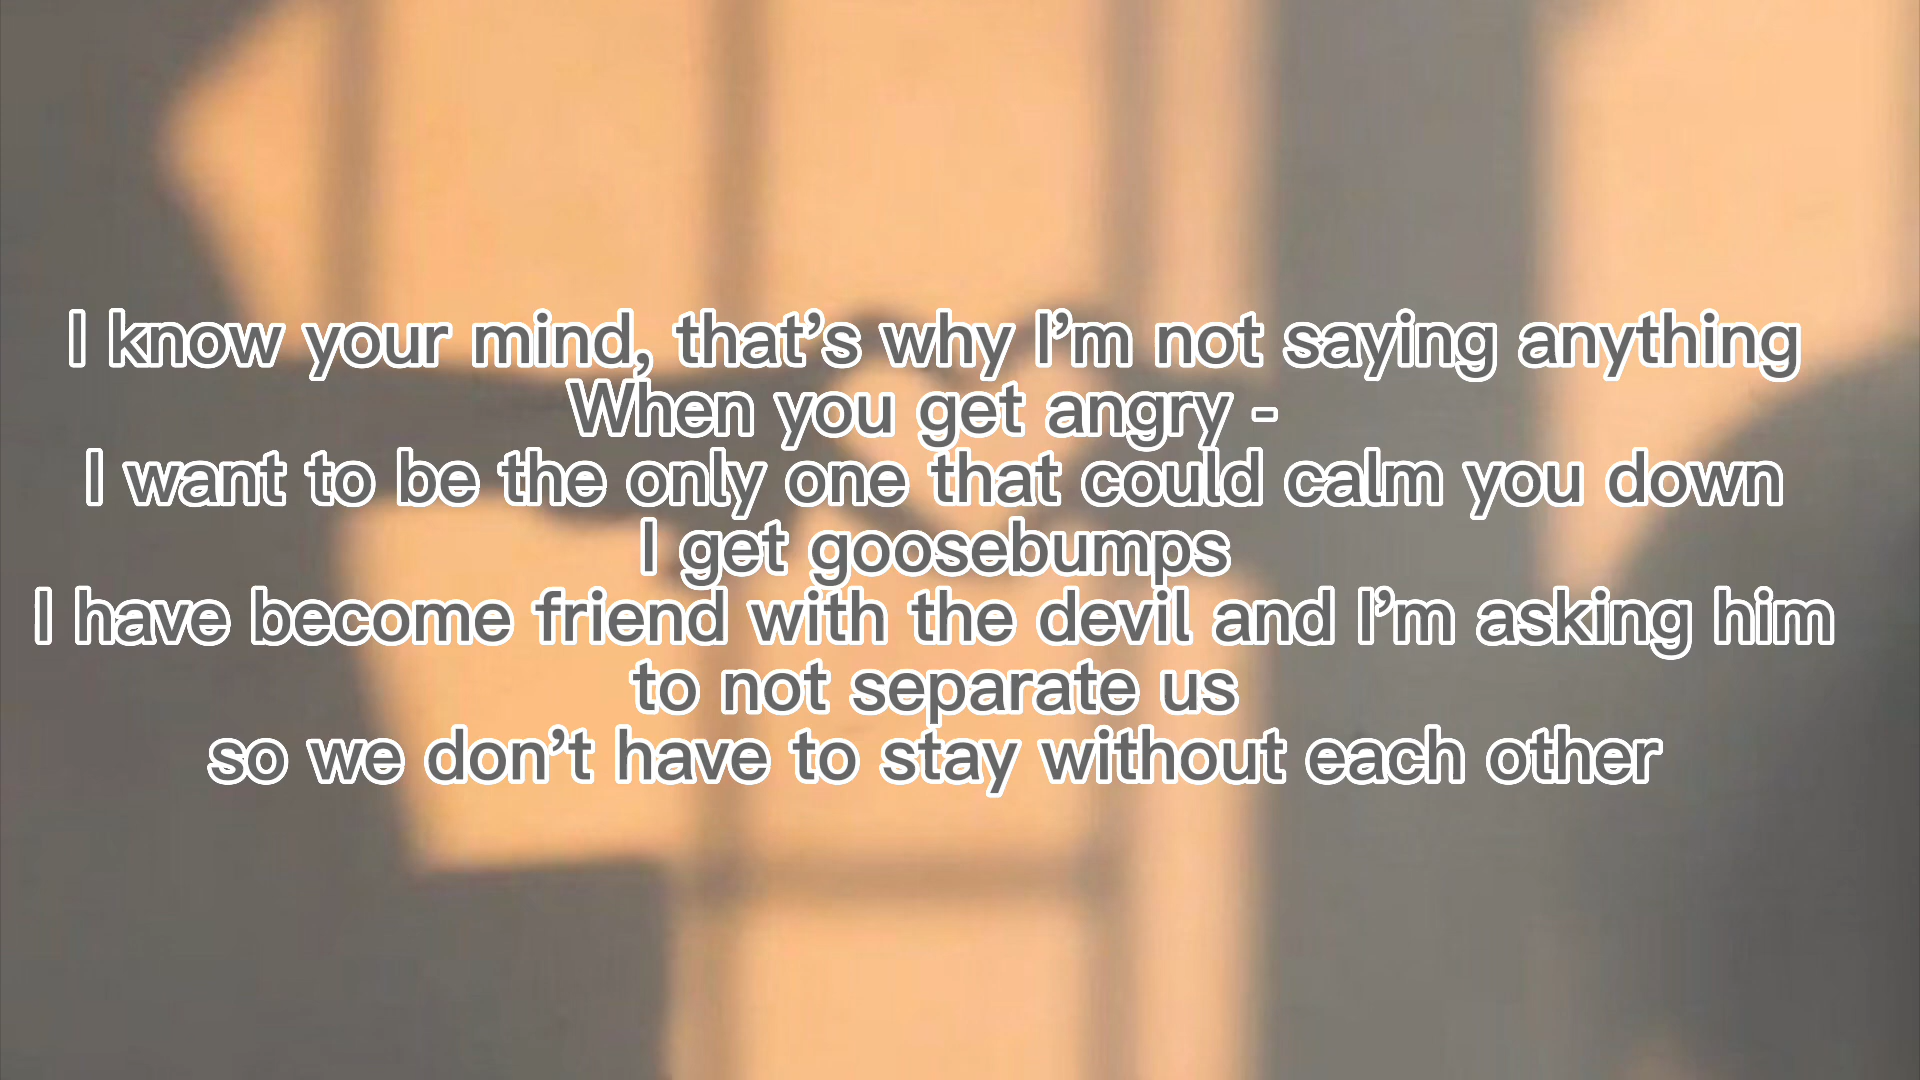 I know your mind, that’s why I’m not saying anything
When you get angry -
I want to be the only one that could calm you down
I get goosebumps
I have become friend with the devil and I’m asking him
to not separate us
so we don’t have to stay without each other